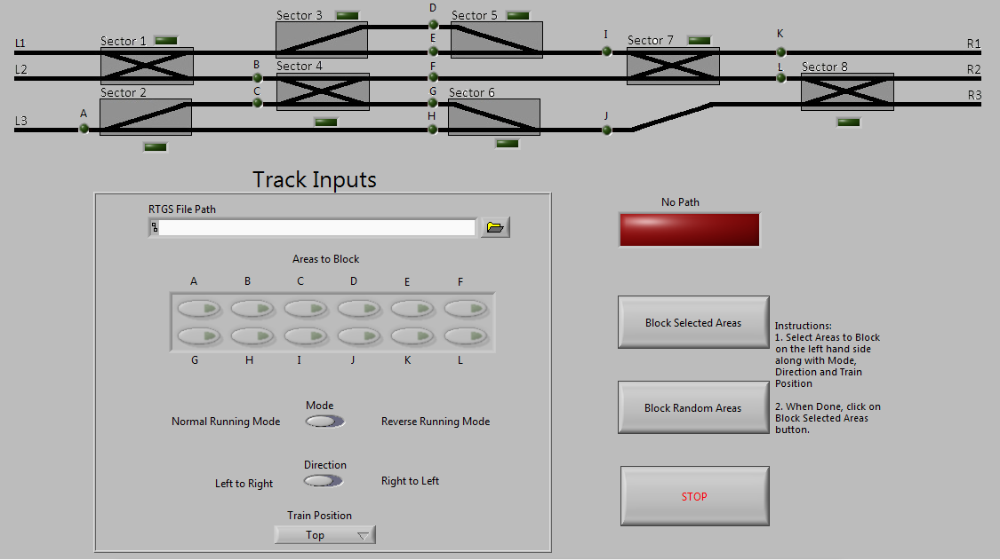 D
Sector 3
Sector 5
E
I
K
L1
Sector 1
Sector 7
R1
L2
B
Sector 4
F
L
Sector 8
R2
Sector 2
C
G
Sector 6
R3
L3
A
H
J
Track Inputs
RTGS File Path
No Path
Areas to Block
A B C D E F
G H I J K L
Block Selected Areas
Instructions:
1. Select Areas to Block
on the left hand side
along with Mode,
Direction and Train
Position
2. When Done, click on
Block Selected Areas
button.
Block Random Areas
Mode
Normal Running Mode
Reverse Running Mode
Direction
Left to Right
Right to Left
STOP
Train Position
Top